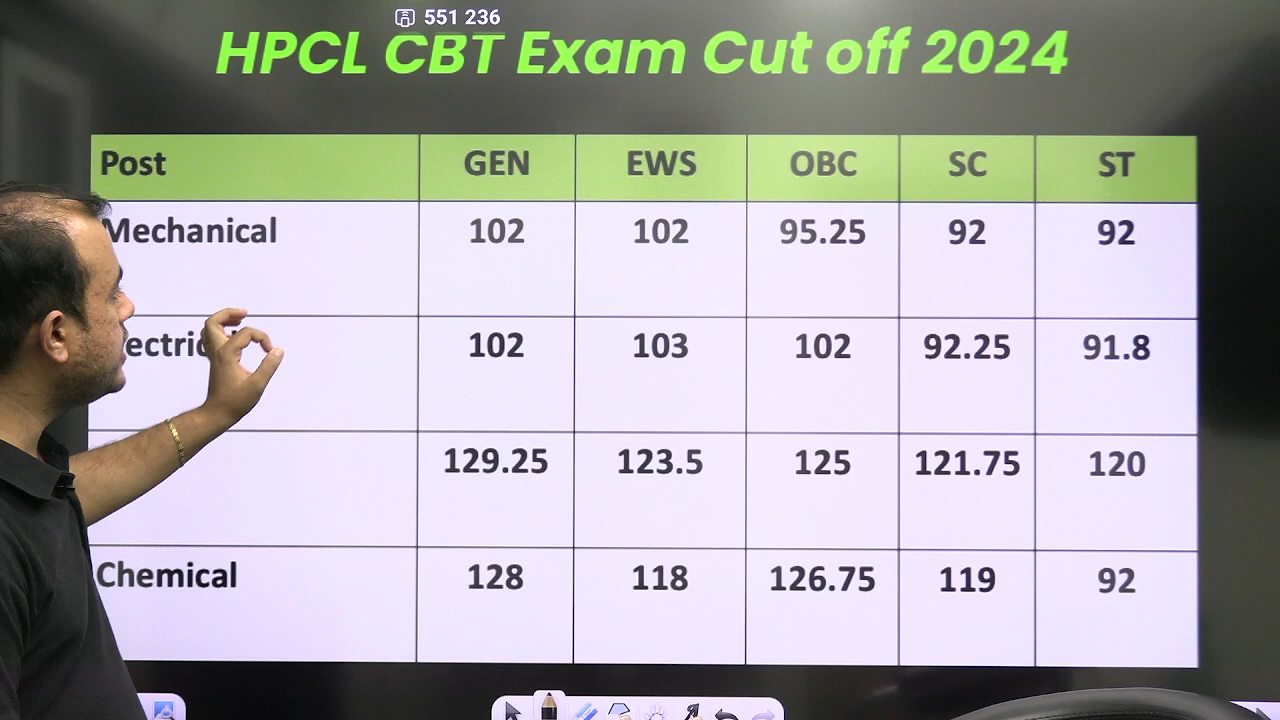 551 236
HPCL CBT Exam Cut off 2024
Post GEN EWS OBC SC ST
Mechanical 102 102 95.25 92 92
102 103 102 92.25 91.8
129.25 123.5 125 121.75 120
Chemical 128 118 126.75 119 92